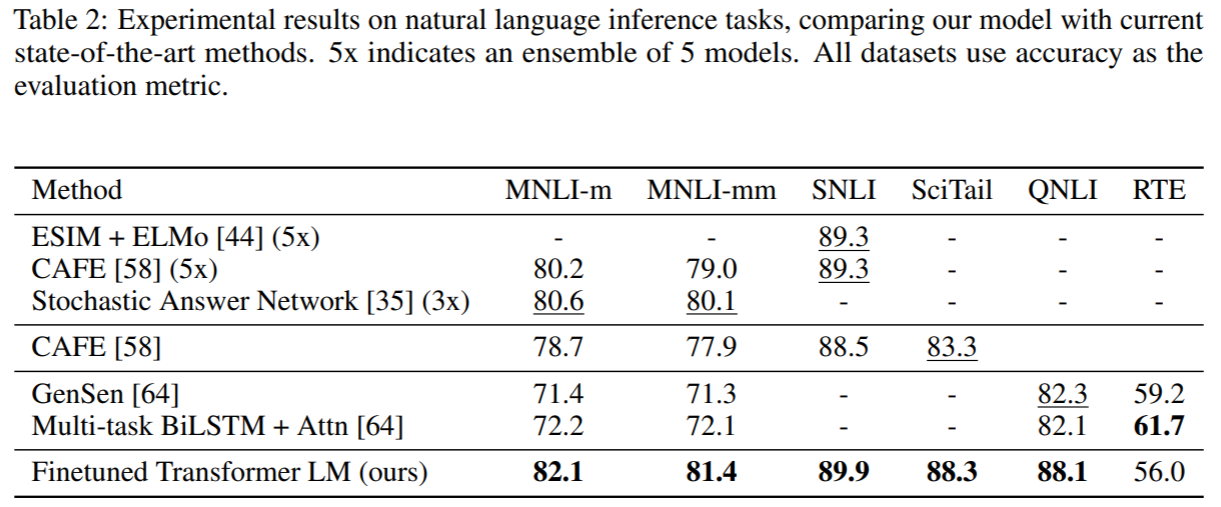 Table 2: Experimental results on natural language inference tasks, comparing our model with current
state-of-the-art methods. 5x indicates an ensemble of 5 models. All datasets use accuracy as the
evaluation metric.
Method MNLI-m MNLI-mm SNLI SciTail QNLI RTE
ESIM + ELMo [44] (5x) - - 89.3 - - -
CAFE [58] (5x) 80.2 79.0 89.3 - - -
Stochastic Answer Network [35] (3x) 80.6 80.1 - - - -
CAFE [58] 78.7 77.9 88.5 83.3
GenSen [64] 71.4 71.3 - - 82.3 59.2
Multi-task BiLSTM + Attn [64] 72.2 72.1 - - 82.1 61.7
Finetuned Transformer LM (ours) 82.1 81.4 89.9 88.3 88.1 56.0